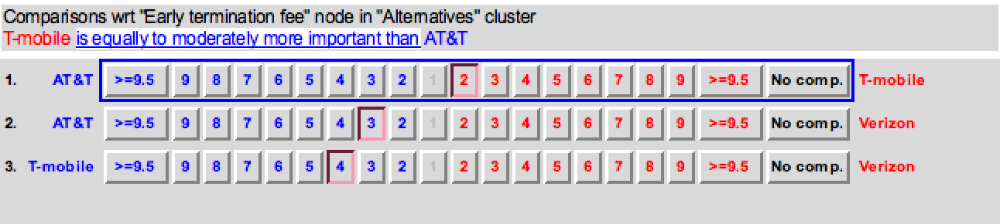 Comparisons wrt "Early termination fee" node in "Alternatives" cluster
T-mobile is equally to moderately more important than AT&T
1. AT&T >=9.5 9 8 7 6 5 4 3 2 1 2 3 4 5 6 7 8 9 >=9.5 No comp. T-mobile
2. AT&T >=9.5 9 8 7 6 5 4 3 2 1 2 3 4 5 6 7 8 9 >=9.5 No comp. Verizon
3. T-mobile >=9.5 9 8 7 6 5 4 3 2 1 2 3 4 5 6 7 8 9 >=9.5 No comp. Verizon